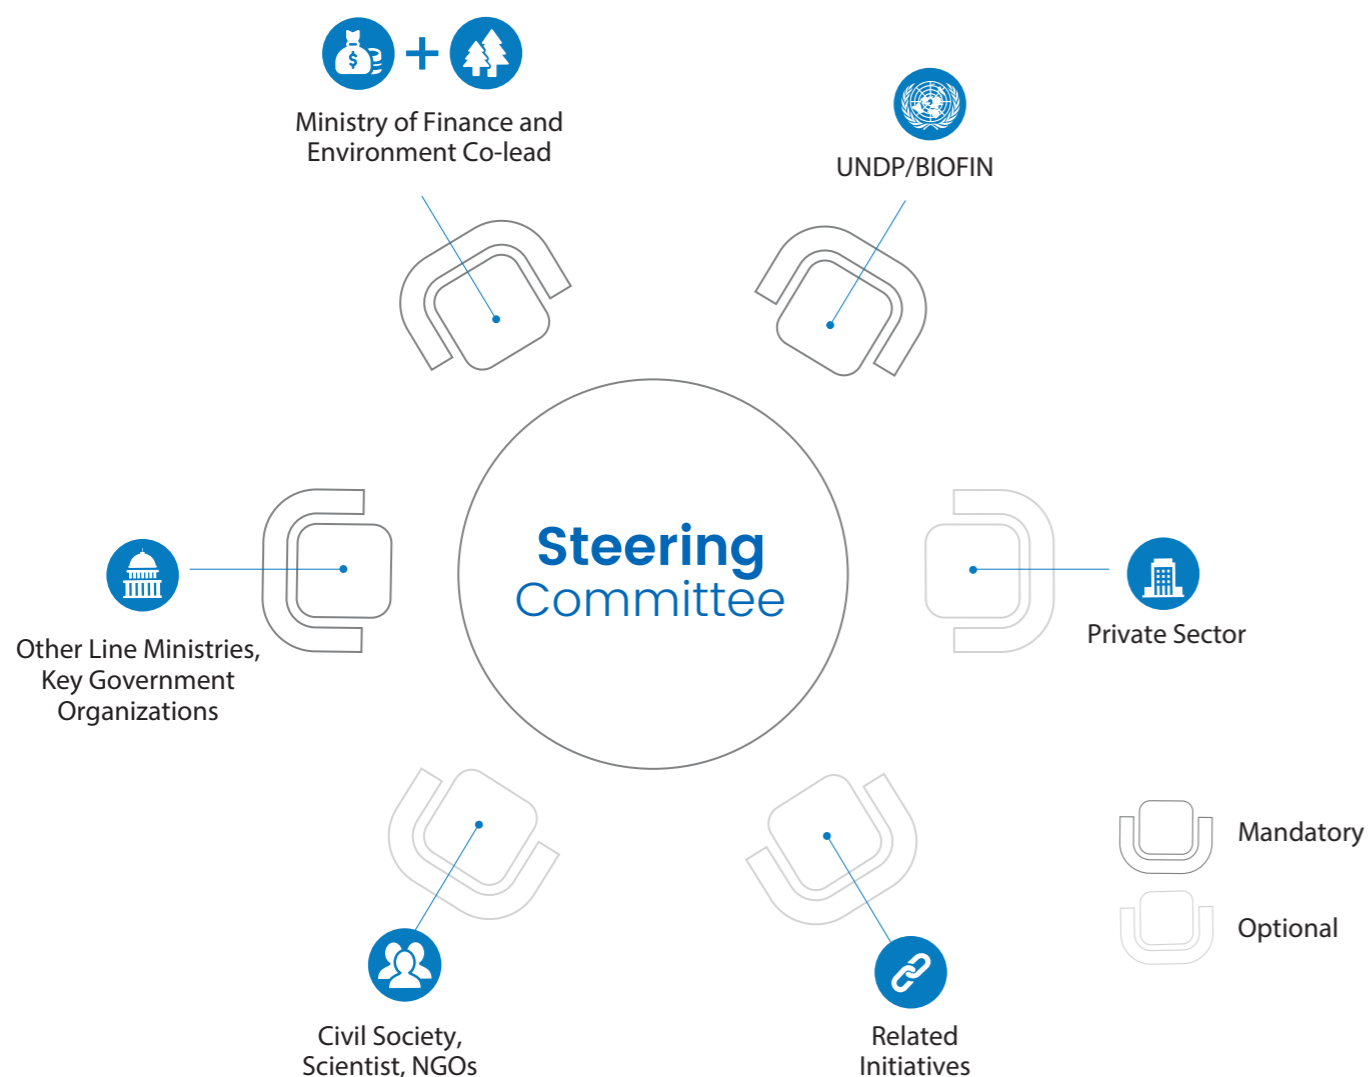 Ministry of Finance and
Environment Co-lead
UNDP/BIOFIN
Steering
Committee
Other Line Ministries,
Key Government
Organizations
Private Sector
Mandatory
Optional
Civil Society,
Scientist, NGOs
Related
Initiatives